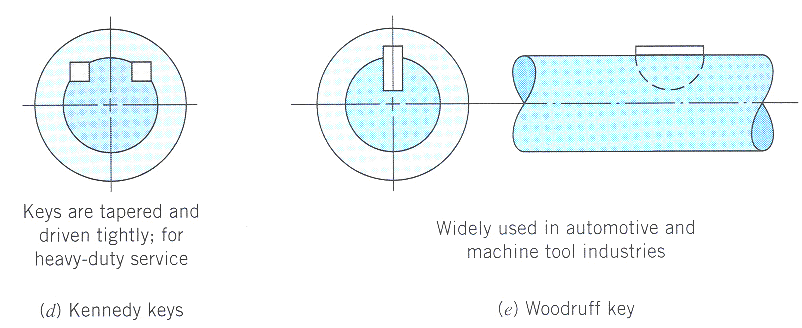 Keys are tapered and
driven tightly; for
heavy-duty service
(d) Kennedy keys
Widely used in automotive and
machine tool industries
(e) Woodruff key